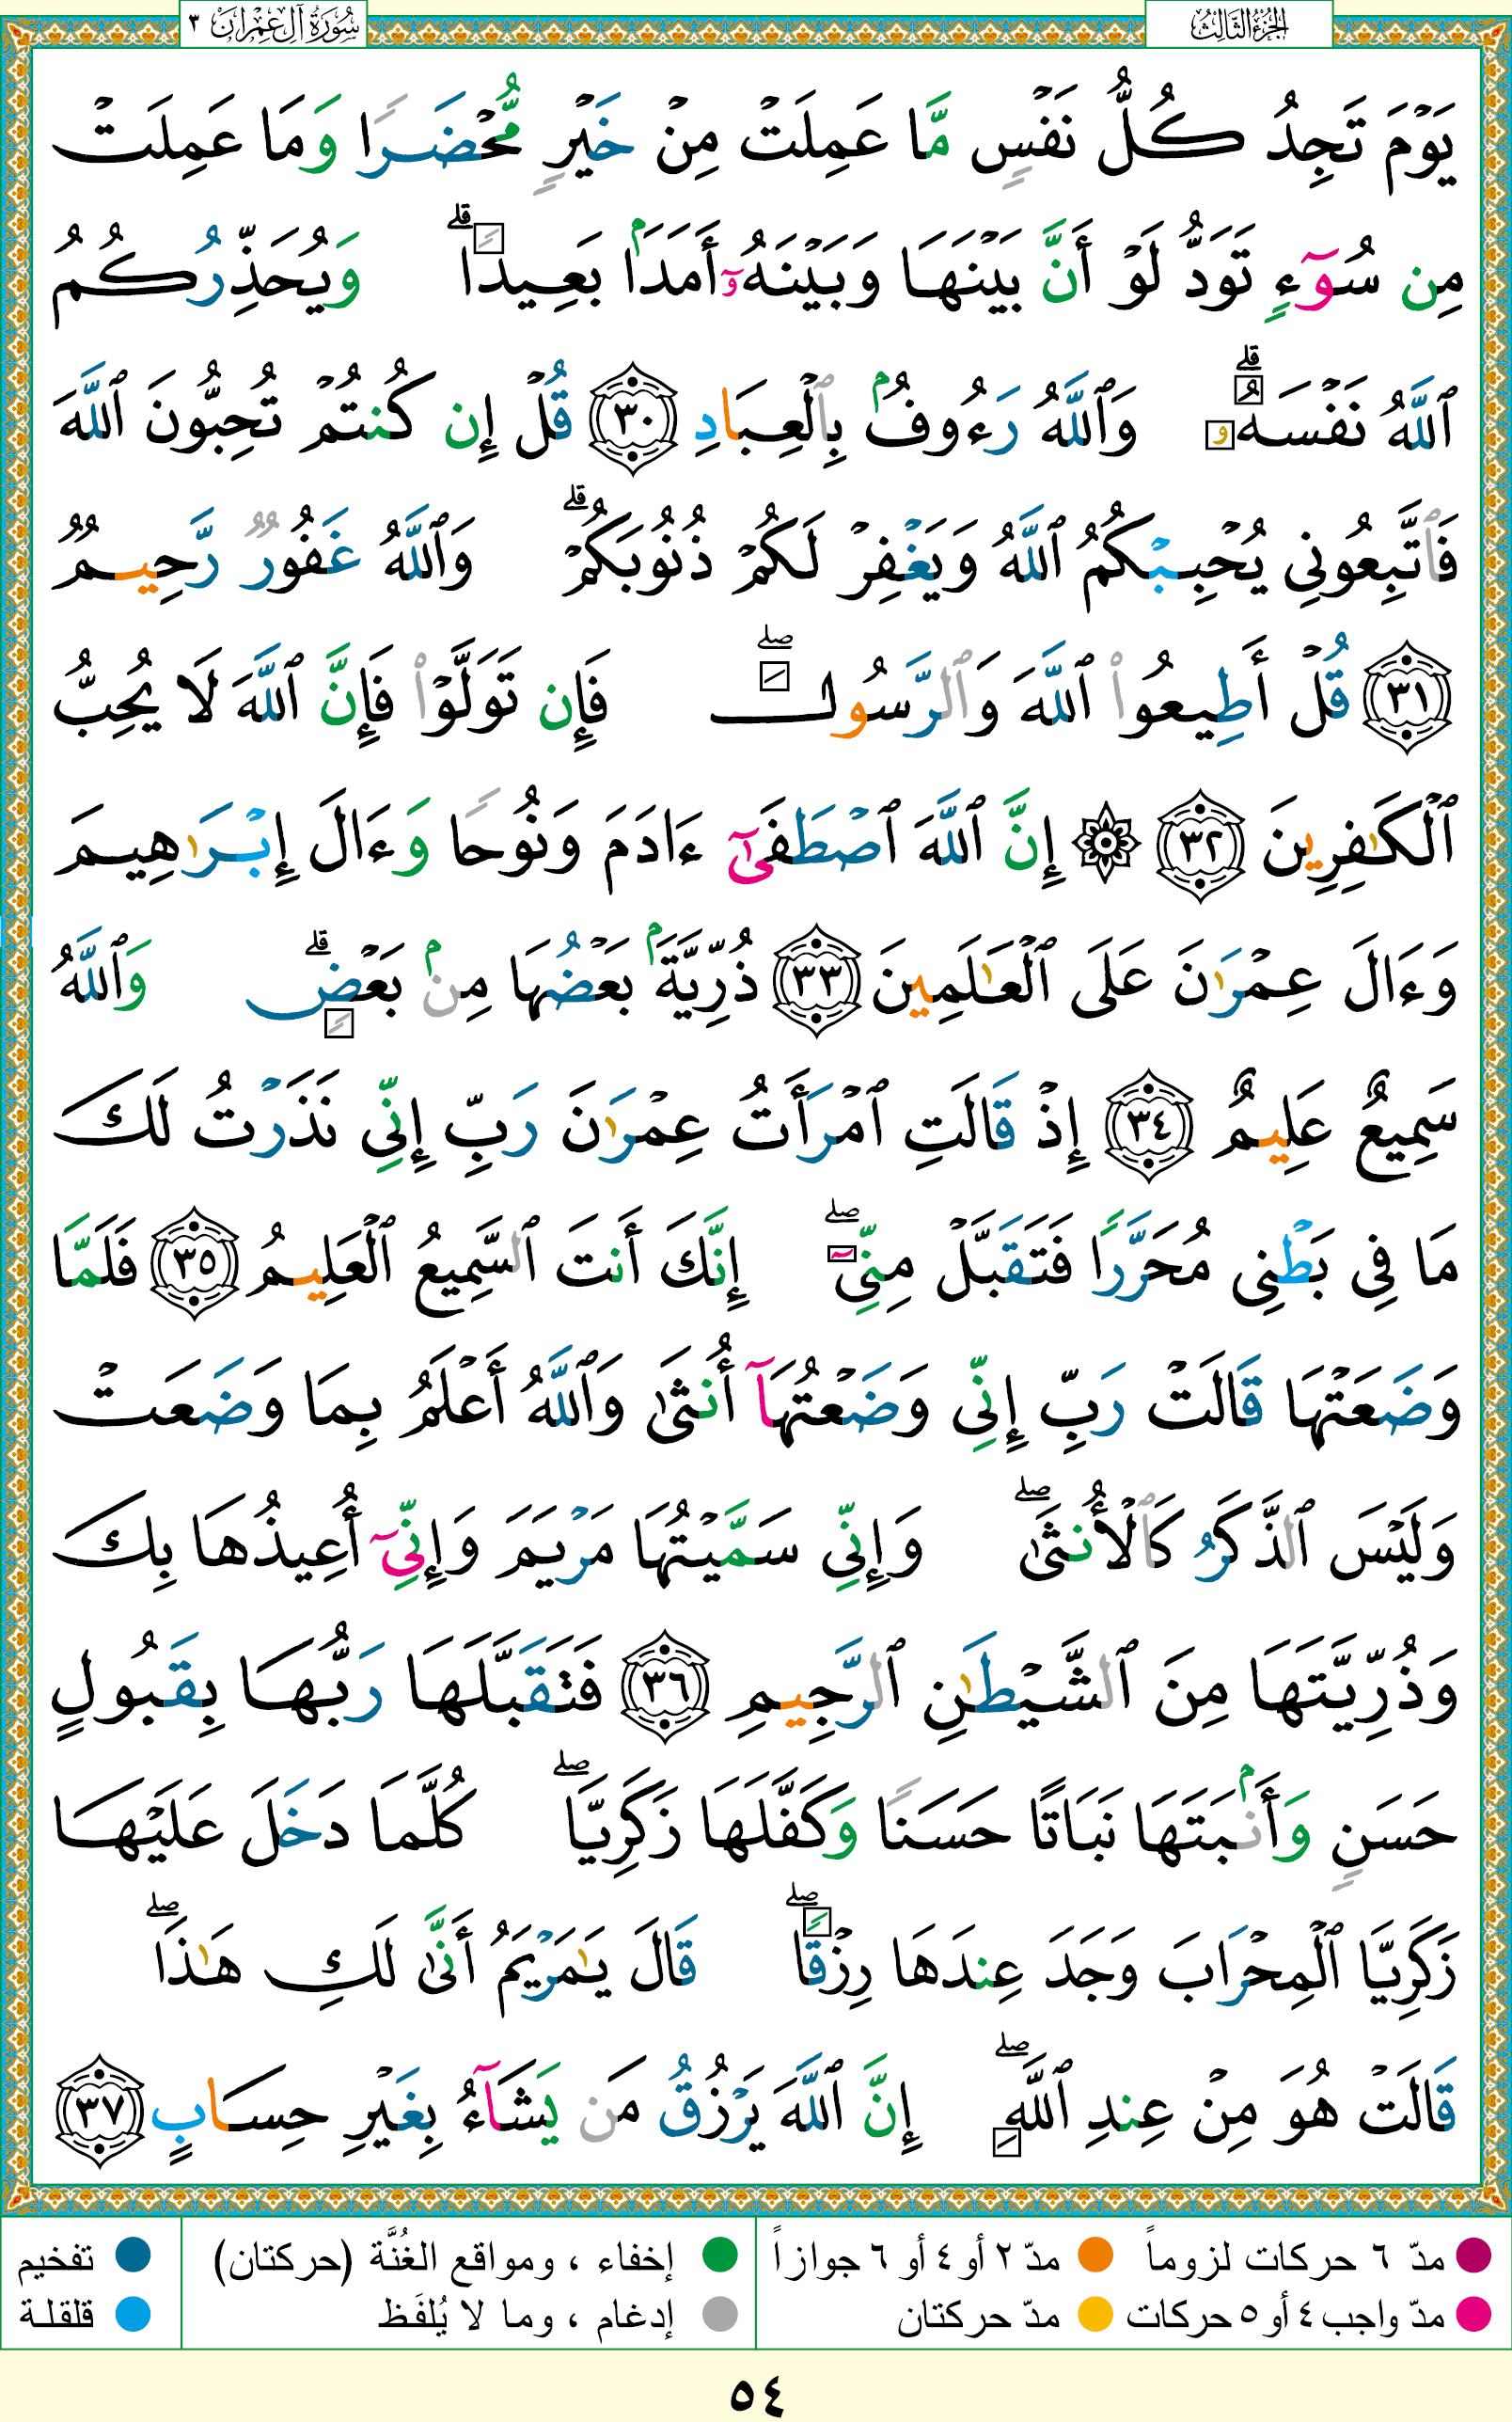 الجزء الثالث
سورة آل عمران ٣
يَوۡمَ تَجِدُ كُلُّ نَفۡسٖ مَّا عَمِلَتۡ مِنۡ خَيۡرٖ مُّحۡضَرٗا وَمَا عَمِلَتۡ
مِن سُوٓءٖ تَوَدُّ لَوۡ أَنَّ بَيۡنَهَا وَبَيۡنَهُۥٓ أَمَدَۢا بَعِيدٗاۗ وَيُحَذِّرُكُمُ
ٱللَّهُ نَفۡسَهُۥۗ وَٱللَّهُ رَءُوفُۢ بِٱلۡعِبَادِ ٣٠ قُلۡ إِن كُنتُمۡ تُحِبُّونَ ٱللَّهَ
فَٱتَّبِعُونِي يُحۡبِبۡكُمُ ٱللَّهُ وَيَغۡفِرۡ لَكُمۡ ذُنُوبَكُمۡۗ وَٱللَّهُ غَفُورٞ رَّحِيمٞ
٣١ قُلۡ أَطِيعُواْ ٱللَّهَ وَٱلرَّسُولَۖ فَإِن تَوَلَّوۡاْ فَإِنَّ ٱللَّهَ لَا يُحِبُّ
ٱلۡكَٰفِرِينَ ٣٢ ۞ إِنَّ ٱللَّهَ ٱصۡطَفَىٰٓ ءَادَمَ وَنُوحٗا وَءَالَ إِبۡرَٰهِيمَ
وَءَالَ عِمۡرَٰنَ عَلَى ٱلۡعَٰلَمِينَ ٣٣ ذُرِّيَّةَۢ بَعۡضُهَا مِنۢ بَعۡضٖۗ وَٱللَّهُ
سَمِيعٌ عَلِيمٌ ٣٤ إِذۡ قَالَتِ ٱمۡرَأَتُ عِمۡرَٰنَ رَبِّ إِنِّي نَذَرۡتُ لَكَ
مَا فِي بَطۡنِي مُحَرَّرٗا فَتَقَبَّلۡ مِنِّيٓۖ إِنَّكَ أَنتَ ٱلسَّمِيعُ ٱلۡعَلِيمُ ٣٥ فَلَمَّا
وَضَعَتۡهَا قَالَتۡ رَبِّ إِنِّي وَضَعۡتُهَآ أُنثَىٰ وَٱللَّهُ أَعۡلَمُ بِمَا وَضَعَتۡ
وَلَيۡسَ ٱلذَّكَرُ كَٱلۡأُنثَىٰۖ وَإِنِّي سَمَّيۡتُهَا مَرۡيَمَ وَإِنِّيٓ أُعِيذُهَا بِكَ
وَذُرِّيَّتَهَا مِنَ ٱلشَّيۡطَٰنِ ٱلرَّجِيمِ ٣٦ فَتَقَبَّلَهَا رَبُّهَا بِقَبُولٍ
حَسَنٖ وَأَنۢبَتَهَا نَبَاتًا حَسَنٗا وَكَفَّلَهَا زَكَرِيَّاۖ كُلَّمَا دَخَلَ عَلَيۡهَا
زَكَرِيَّا ٱلۡمِحۡرَابَ وَجَدَ عِندَهَا رِزۡقٗاۖ قَالَ يَٰمَرۡيَمُ أَنَّىٰ لَكِ هَٰذَاۖ
قَالَتۡ هُوَ مِنۡ عِندِ ٱللَّهِۖ إِنَّ ٱللَّهَ يَرۡزُقُ مَن يَشَآءُ بِغَيۡرِ حِسَابٍ ٣٧
مدّ ٦ حركات لزوماً مدّ ٢ أو ٤ أو ٦ جوازاً إخفاء ، ومواقع الغُنَّة (حركتان) تفخيم
مدّ واجب ٤ أو ٥ حركات مدّ حركتان إدغام ، وما لا يُلفَظ قلقلة
٥٤